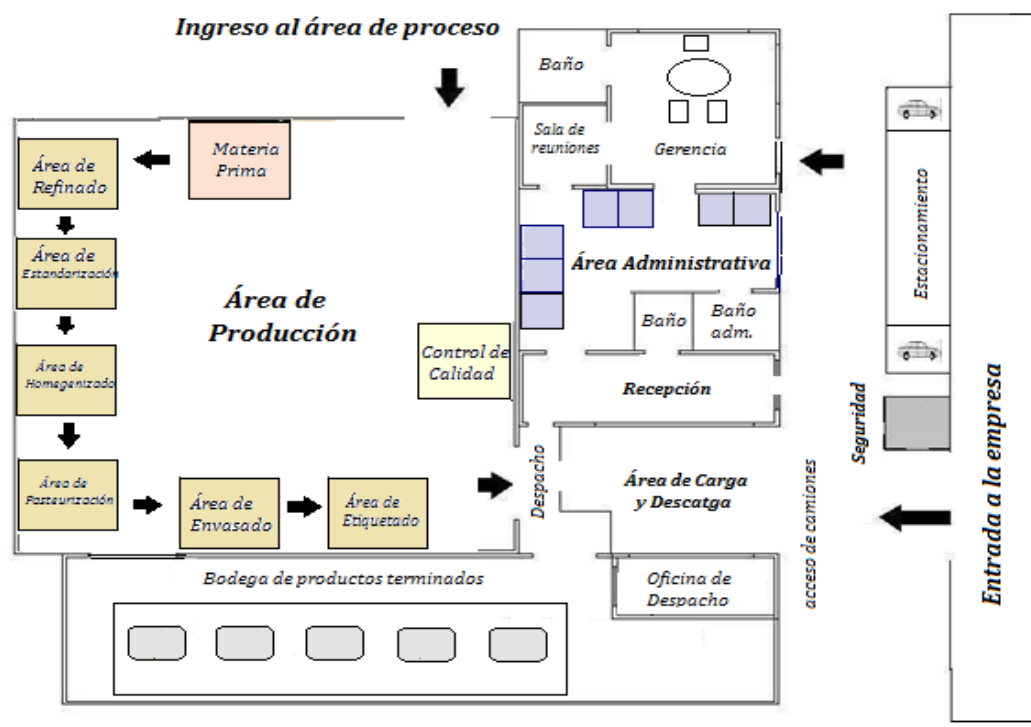 Ingreso al área de proceso
Baño
Sala de
reuniones
Gerencia
Materia
Prima
Área de
Refinado
Área de
Estandarización
Área de
Producción
Área Administrativa
Estacionamiento
Baño
Baño
adm.
Control de
Calidad
Área de
Homegenizado
Recepción
Seguridad
Entrada a la empresa
Área de
Pasteurización
Área de
Envasado
Área de
Etiquetado
Despacho
Área de Carga
y Descatga
acceso de camiones
Bodega de productos terminados
Oficina de
Despacho